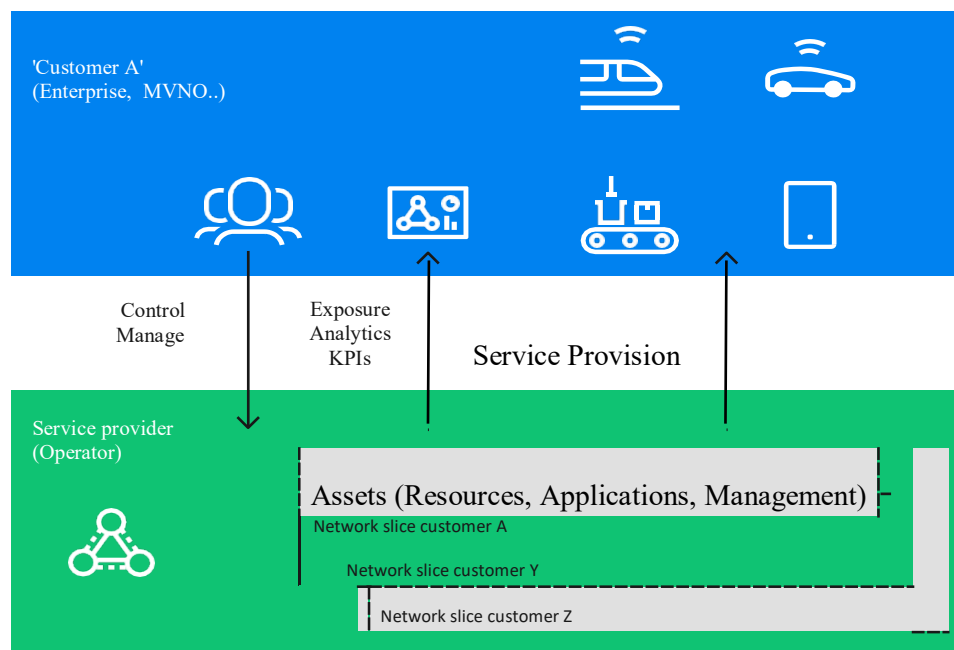 'Customer A'
(Enterprise, MVNO..)
Control
Manage
Exposure
Analytics
KPIs
Service Provision
Service provider
(Operator)
Assets (Resources, Applications, Management)
Network slice customer A
Network slice customer Y
Network slice customer Z